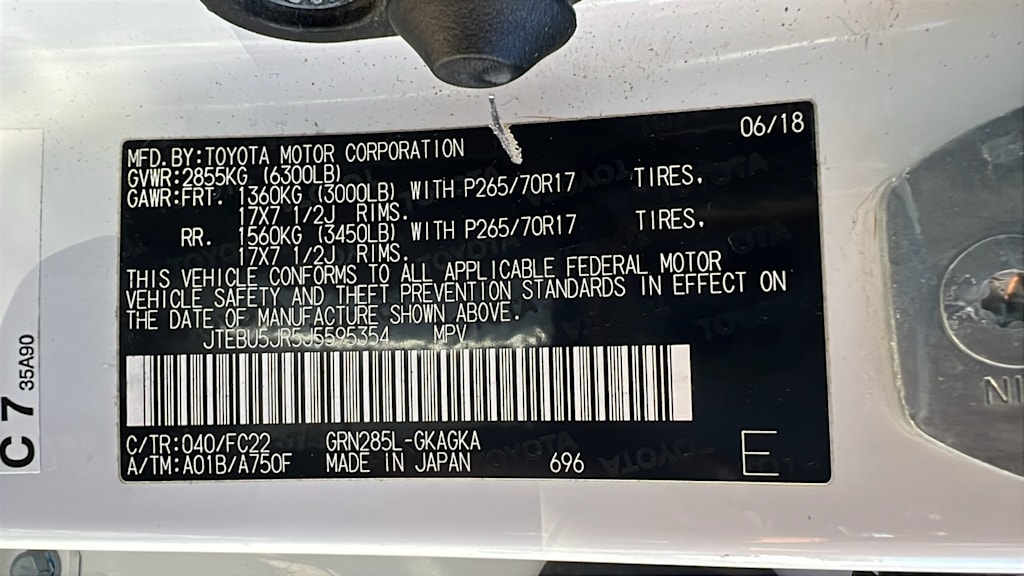 06/18
MFD.BY:TOYOTA MOTOR CORPORATION
GVWR:2855KG (6300LB)
GAWR:FRT. 1360KG (3000LB) WITH P265/70R17 TIRES.
17X7 1/2J RIMS.
RR. 1560KG (3450LB) WITH P265/70R17 TIRES.
17X7 1/2J RIMS.
THIS VEHICLE CONFORMS TO ALL APPLICABLE FEDERAL MOTOR
VEHICLE SAFETY AND THEFT PREVENTION STANDARDS IN EFFECT ON
THE DATE OF MANUFACTURE SHOWN ABOVE.
JTEBU5JR5J5595354 MPV
C/TR:040/FC22 GRN285L-GKAGKA
A/TM:A01B/A750F MADE IN JAPAN 696 E
C 7 35A90